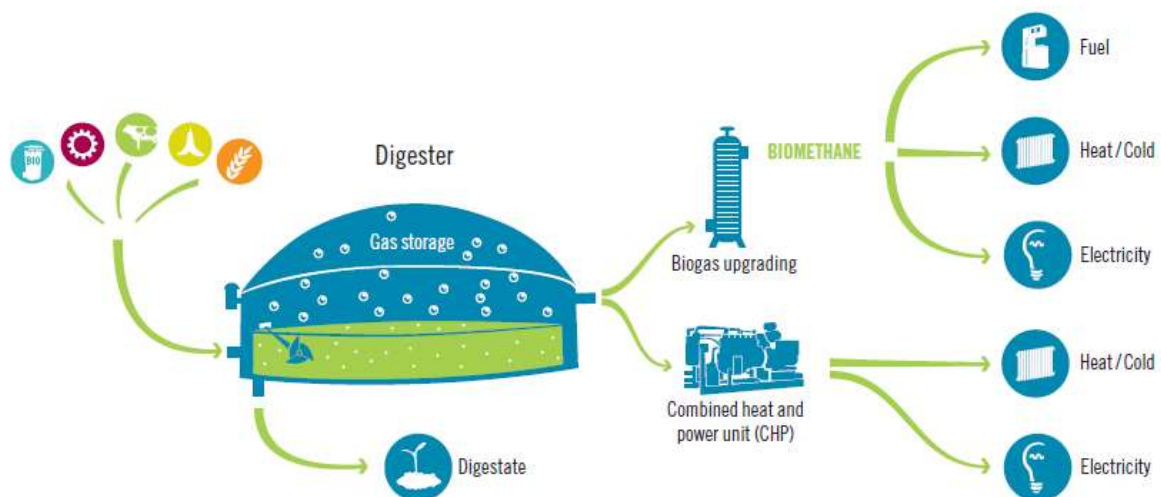 BIO
Digester
Gas storage
Digestate
Biogas upgrading
BIOMETHANE
Combined heat and
power unit (CHP)
Fuel
Heat / Cold
Electricity
Heat / Cold
Electricity